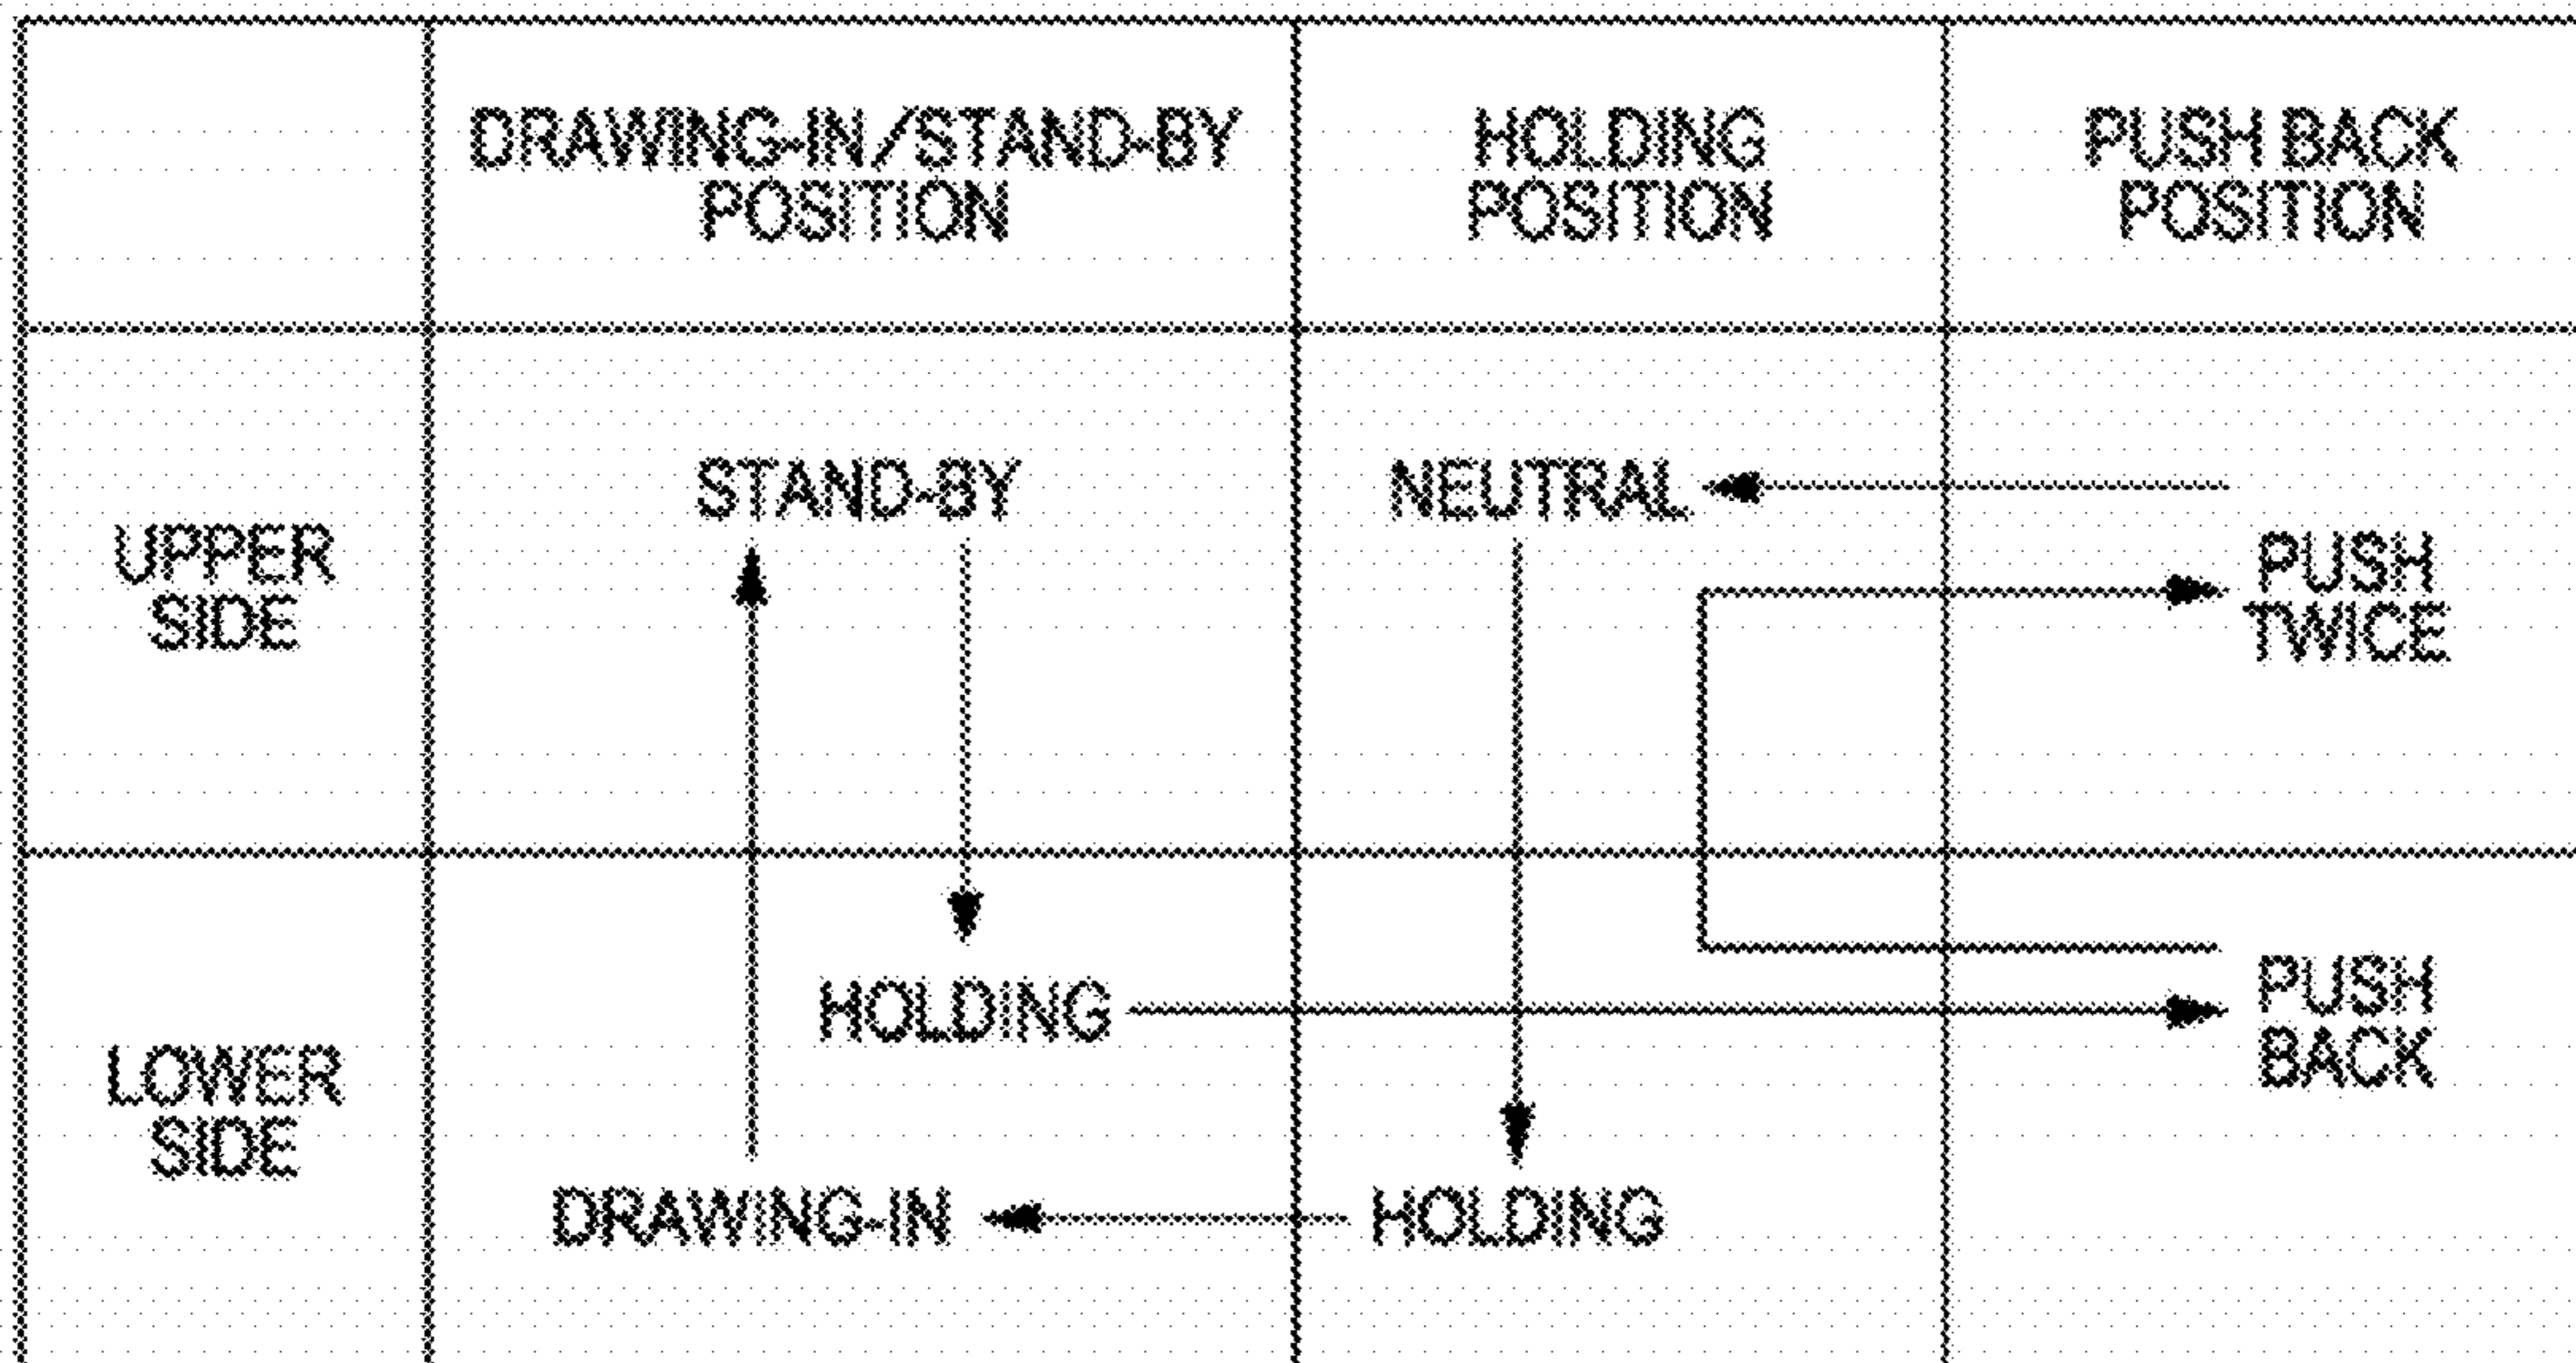 DRAWING-IN/STAND-BY
POSITION
HOLDING
POSITION
PUSH BACK
POSITION
UPPER
SIDE
STAND-BY
NEUTRAL
PUSH
TWICE
LOWER
SIDE
HOLDING
PUSH
BACK
DRAWING-IN
HOLDING